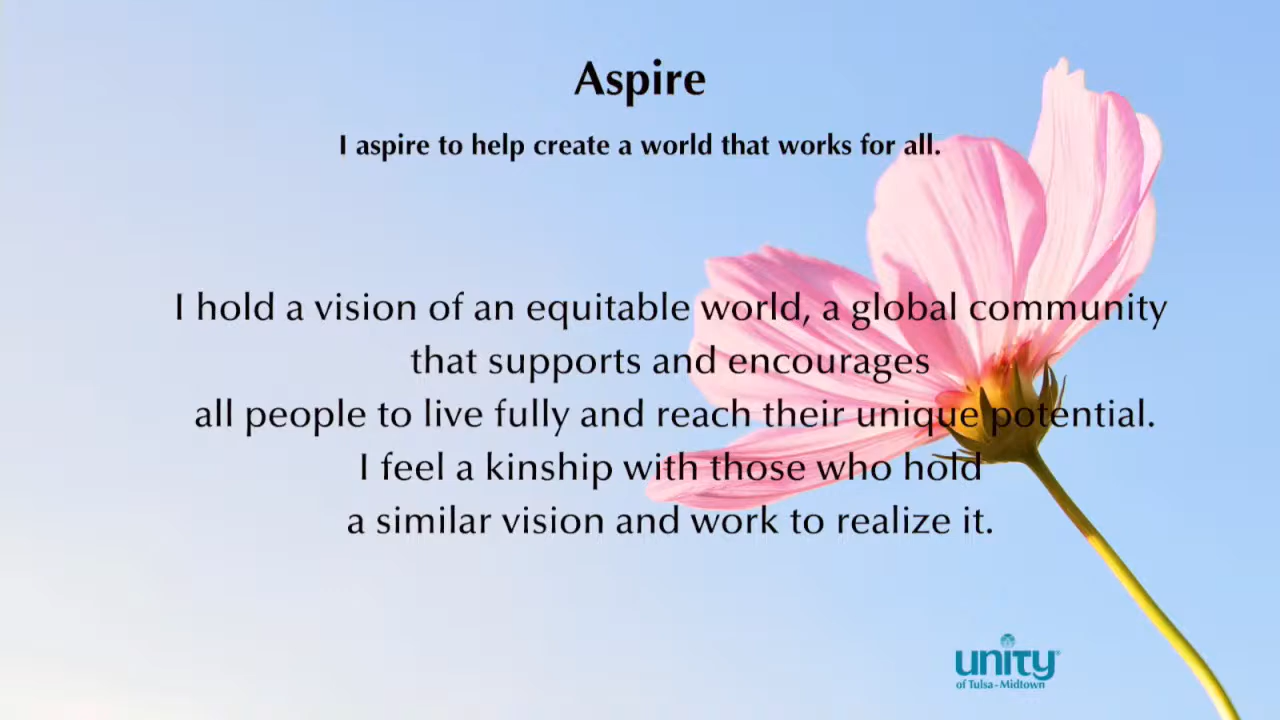 Aspire
I aspire to help create a world that works for all.
I hold a vision of an equitable world, a global community
that supports and encourages
all people to live fully and reach their unique potential.
I feel a kinship with those who hold
a similar vision and work to realize it.
unity®
of Tulsa - Midtown